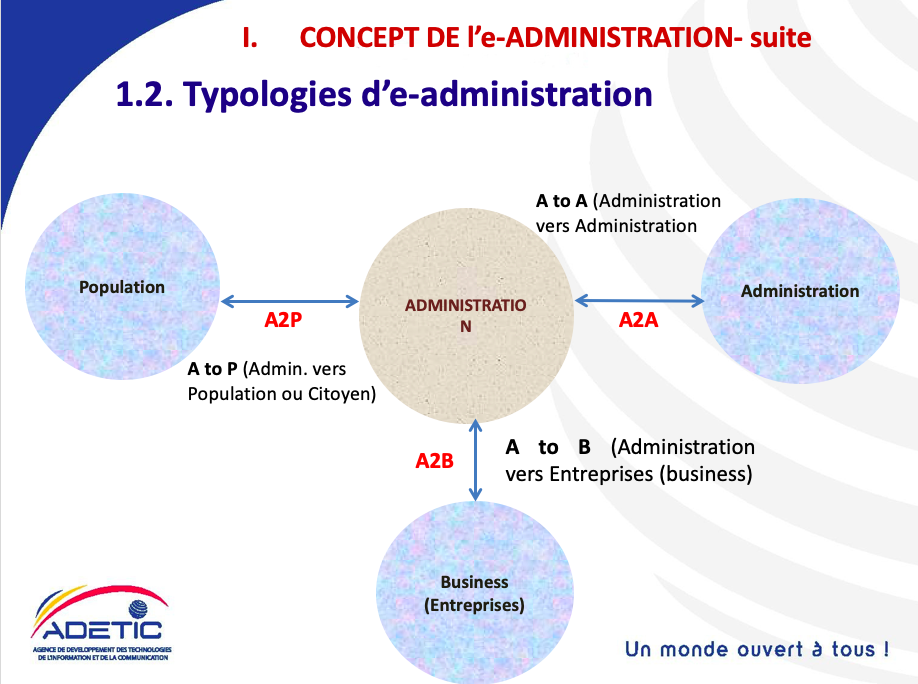 I. CONCEPT DE l’e-ADMINISTRATION- suite
1.2. Typologies d’e-administration
A to A (Administration
vers Administration
Population
ADMINISTRATIO
N
Administration
A2P
A2A
A to P (Admin. vers
Population ou Citoyen)
A2B
A to B (Administration
vers Entreprises (business)
Business
(Entreprises)
ADETIC
AGENCE DE DEVELOPPEMENT DES TECHNOLOGIES
DE L'INFORMATION ET DE LA COMMUNICATION
Un monde ouvert à tous !